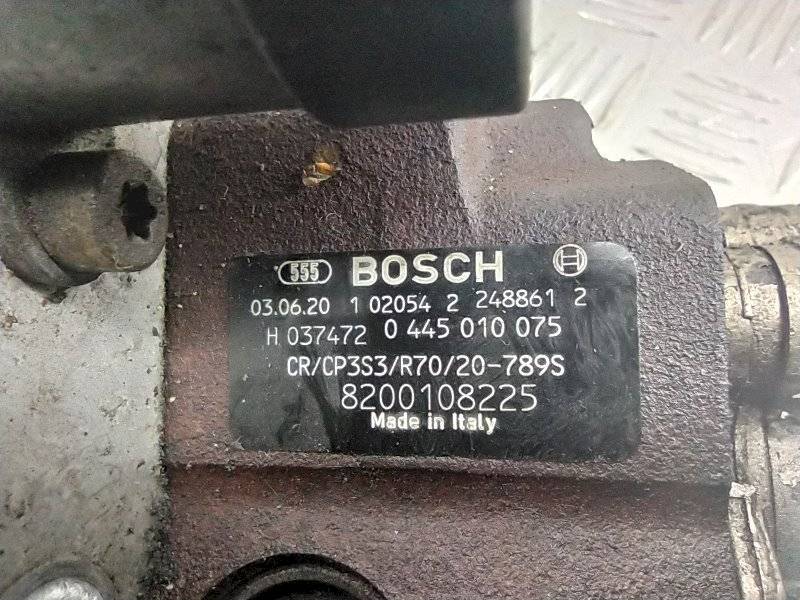 555 BOSCH
03.06.20 1 02054 2 248861 2
H 037472 0 445 010 075
CR/CP3S3/R70/20-789S
8200108225
Made in Italy